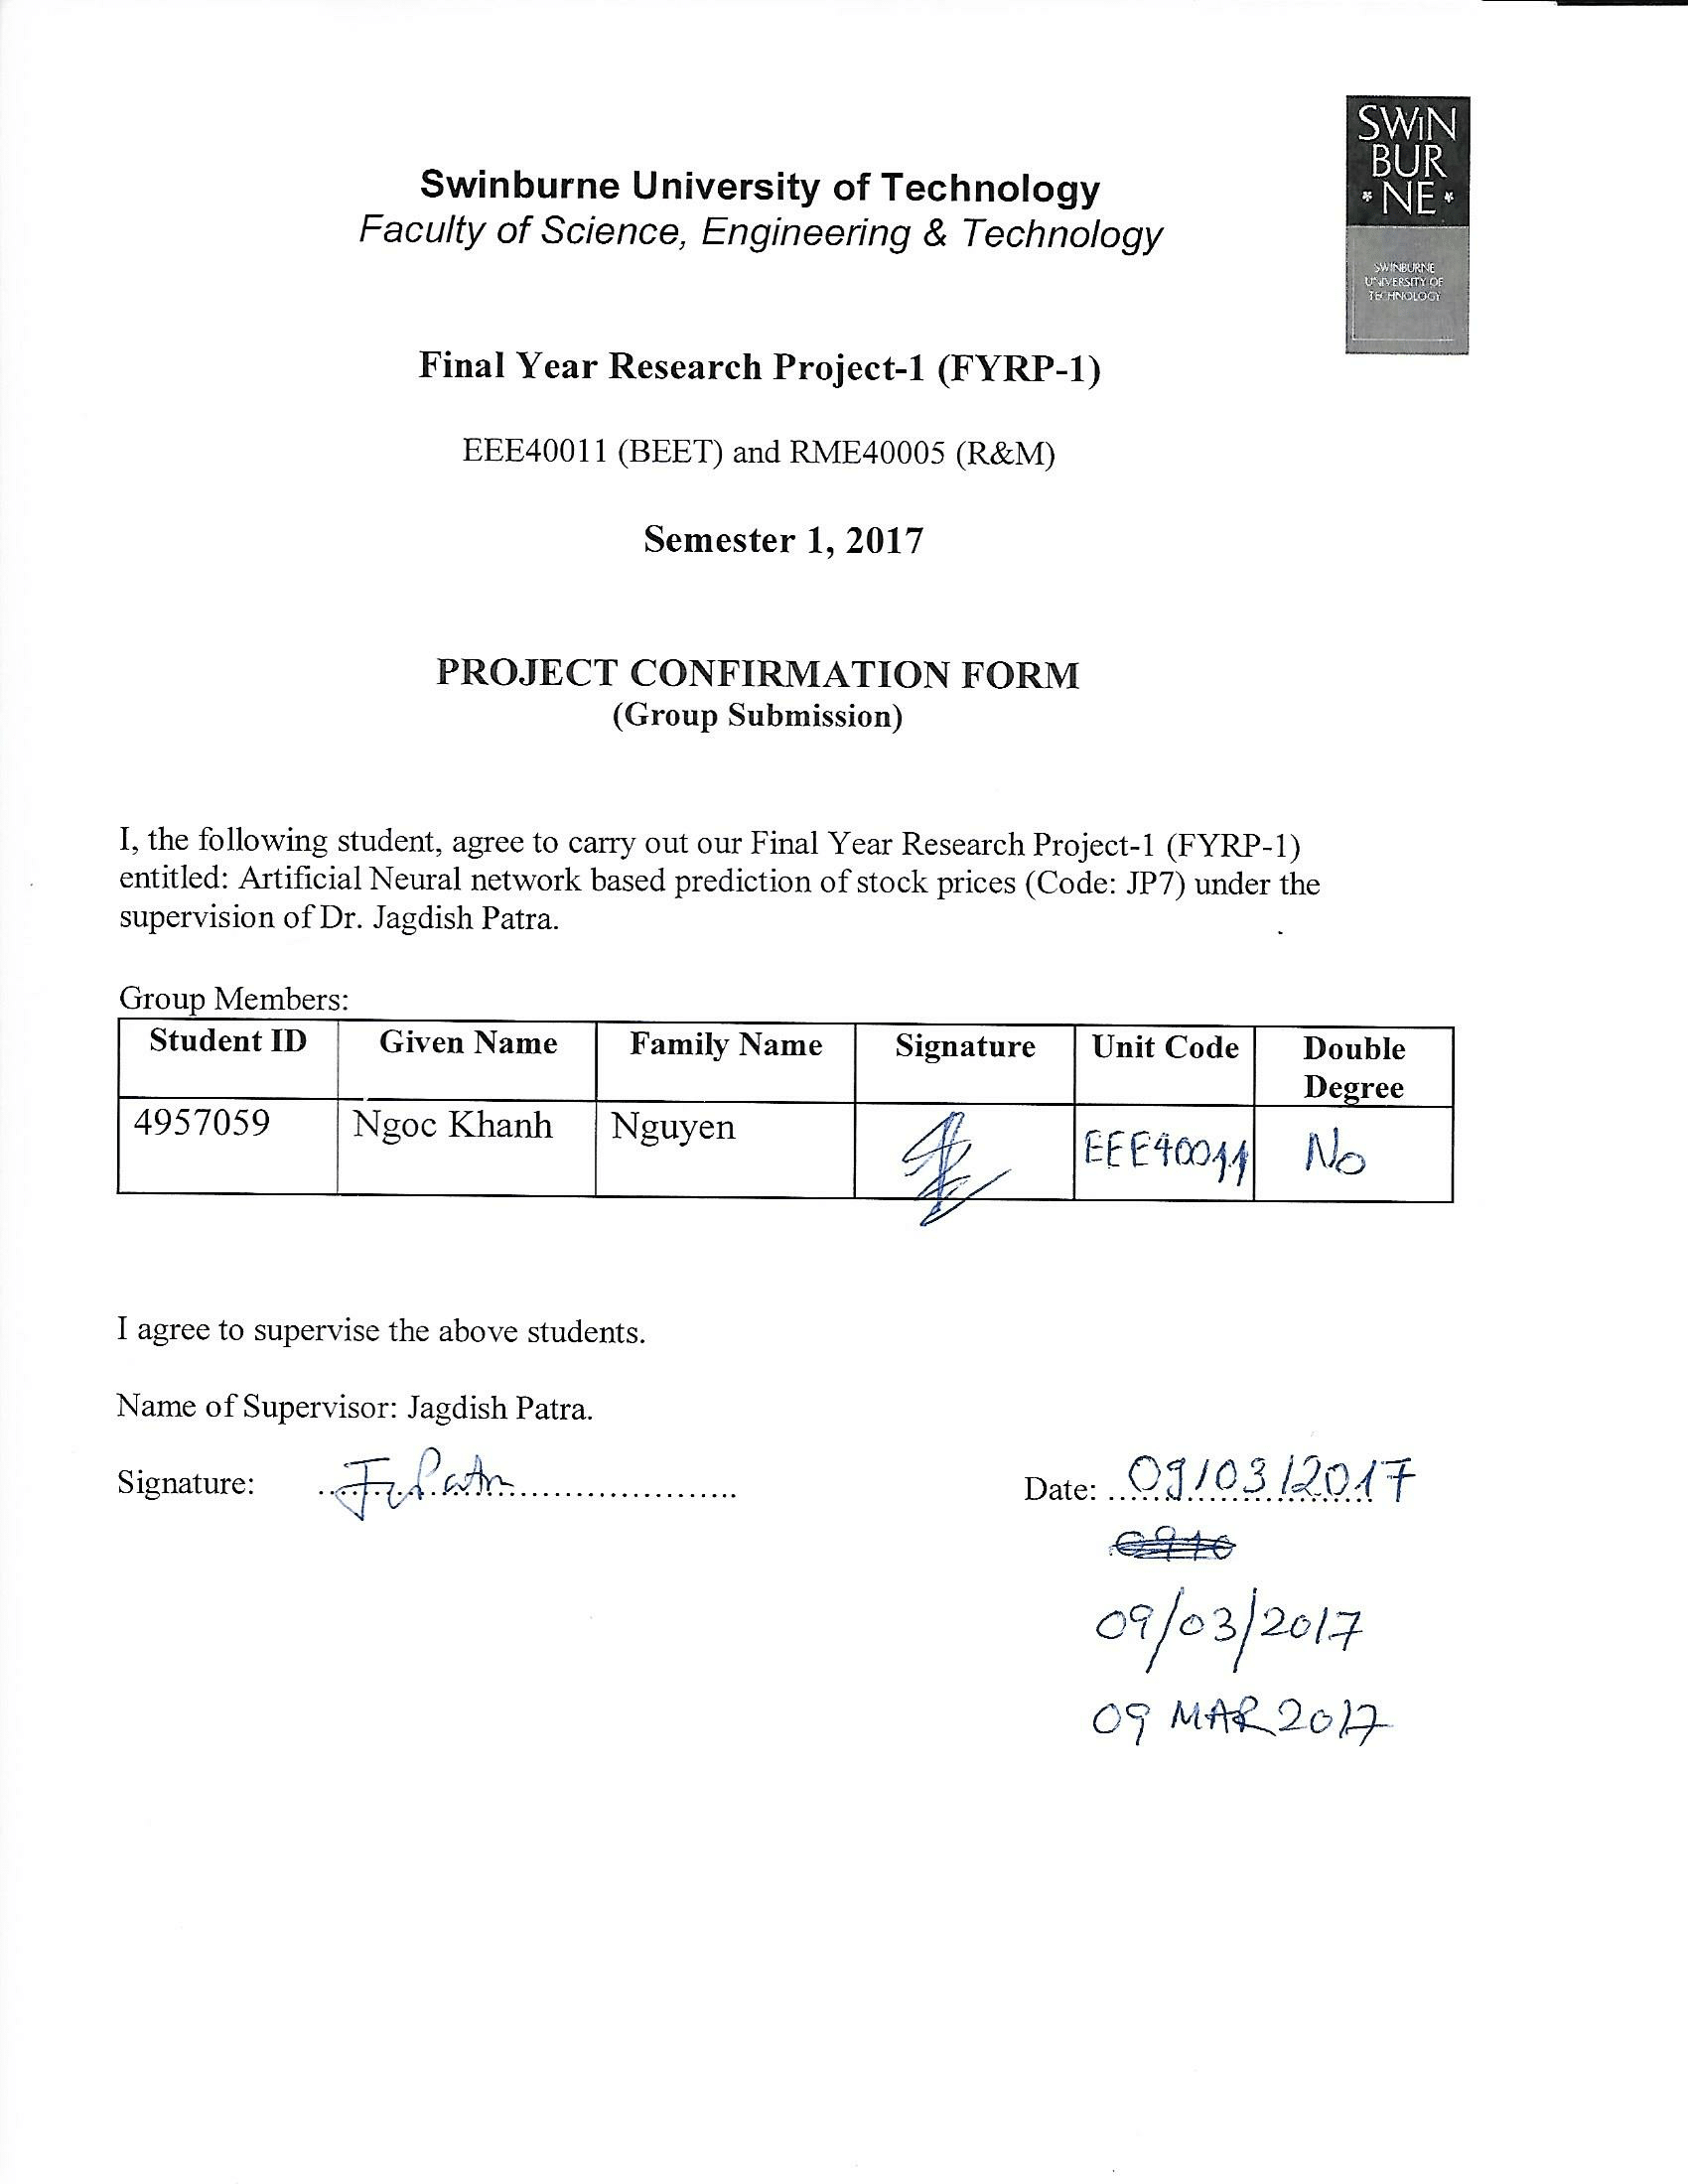 SWIN
BUR
* NE *
SWINBURNE
UNIVERSITY OF
TECHNOLOGY
Swinburne University of Technology
Faculty of Science, Engineering & Technology
Final Year Research Project-1 (FYRP-1)
EEE40011 (BEET) and RME40005 (R&M)
Semester 1, 2017
PROJECT CONFIRMATION FORM
(Group Submission)
I, the following student, agree to carry out our Final Year Research Project-1 (FYRP-1)
entitled: Artificial Neural network based prediction of stock prices (Code: JP7) under the
supervision of Dr. Jagdish Patra.
Group Members:
Student ID Given Name Family Name Signature Unit Code Double Degree
4957059 Ngoc Khanh Nguyen EEE40011 No
I agree to supervise the above students.
Name of Supervisor: Jagdish Patra.
Signature: Date: 09/03/2017
09/03/2017
09 MAR 2017